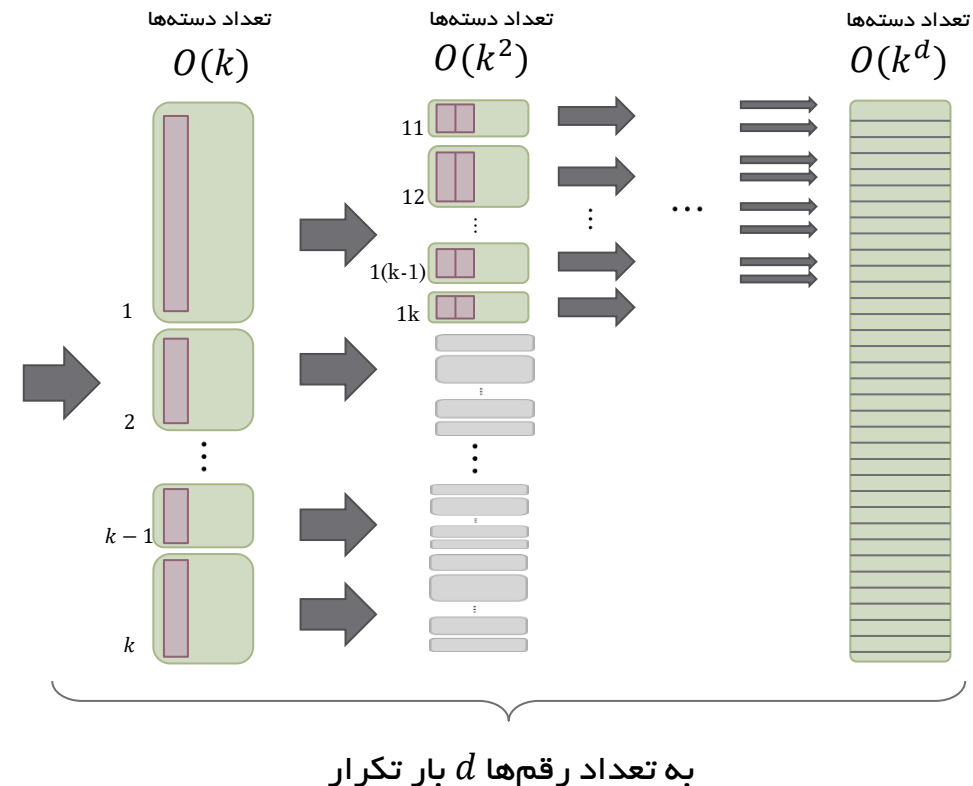 تعداد دسته‌ها
تعداد دسته‌ها
تعداد دسته‌ها
O(k)
O(k²)
O(k^d)
11
12
⋮
⋮
...
1(k-1)
1k
1
2
⋮
⋮
k − 1
k
به تعداد رقم‌ها d بار تکرار